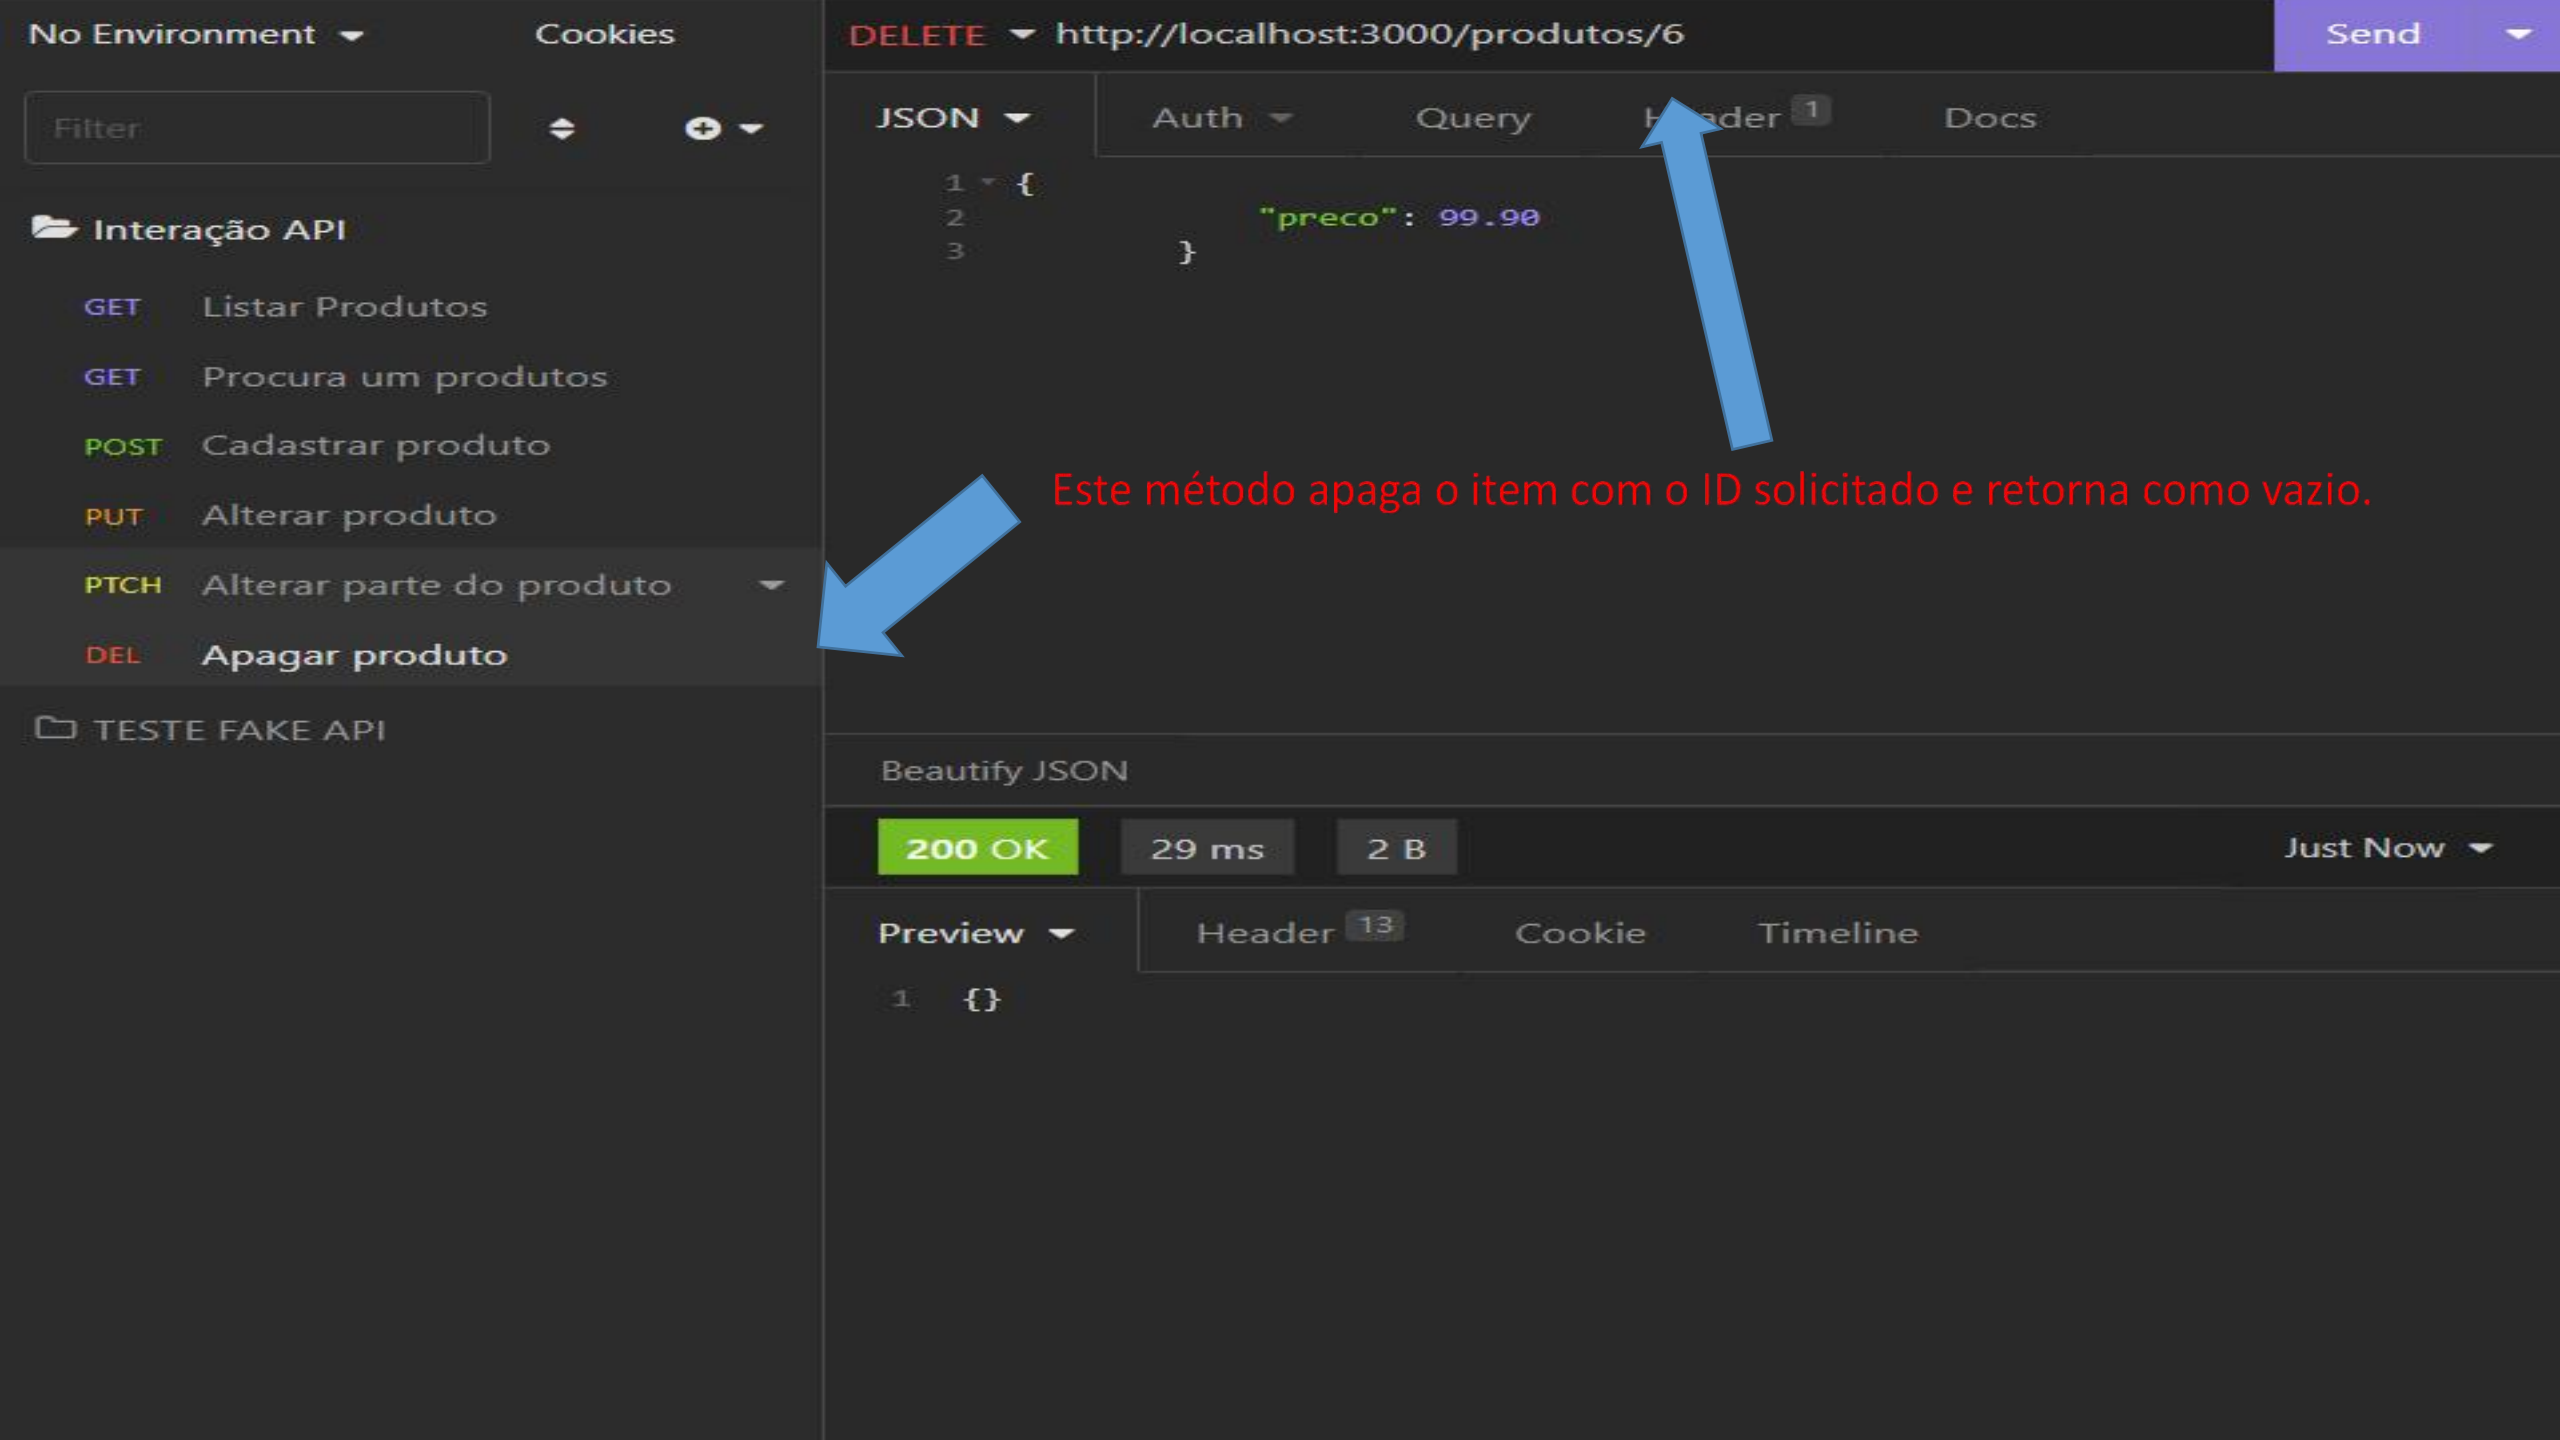 No Environment
Cookies
DELETE http://localhost:3000/produtos/6
Send
Filter
JSON
Auth
Query
Header 1
Docs
1 {
2 "preco": 99.90
3 }
Interação API
GET Listar Produtos
GET Procura um produtos
POST Cadastrar produto
PUT Alterar produto
PTCH Alterar parte do produto
DEL Apagar produto
TESTE FAKE API
Este método apaga o item com o ID solicitado e retorna como vazio.
Beautify JSON
200 OK
29 ms
2 B
Just Now
Preview
Header 13
Cookie
Timeline
1 {}